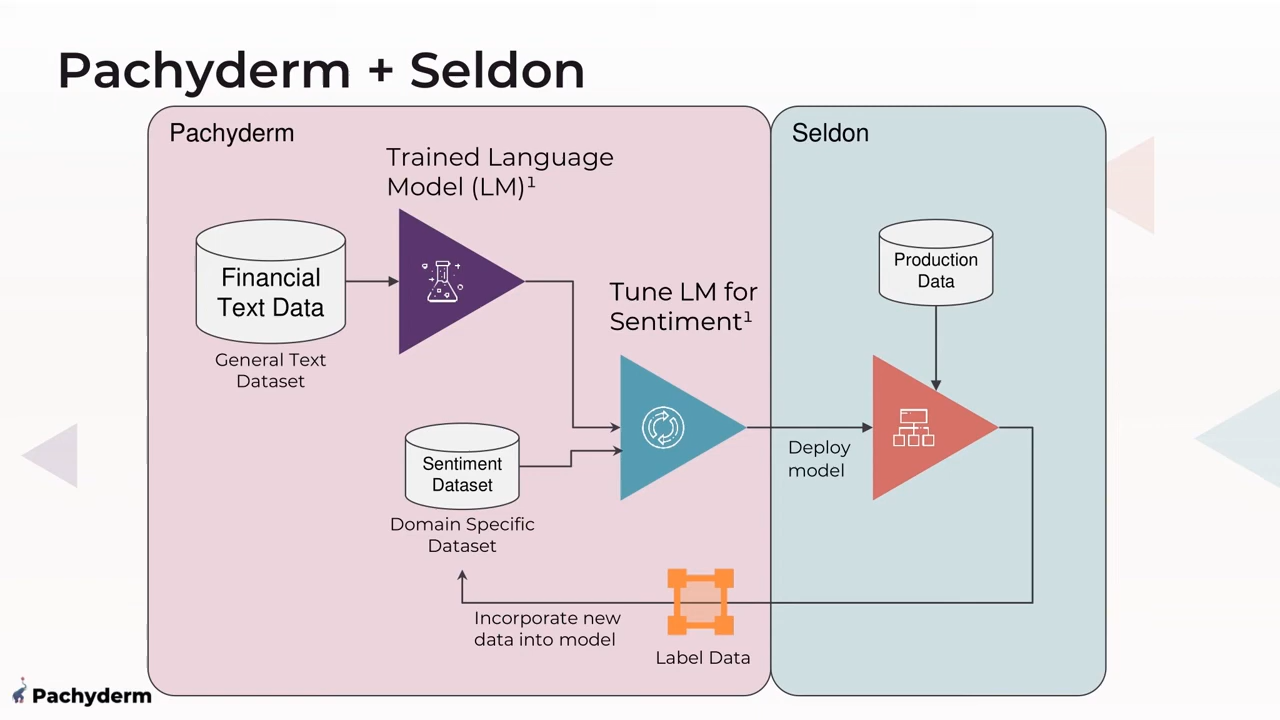 Pachyderm + Seldon
Pachyderm
Seldon
Trained Language
Model (LM)¹
Financial
Text Data
General Text
Dataset
Tune LM for
Sentiment¹
Production
Data
Sentiment
Dataset
Domain Specific
Dataset
Deploy
model
Incorporate new
data into model
Label Data
Pachyderm